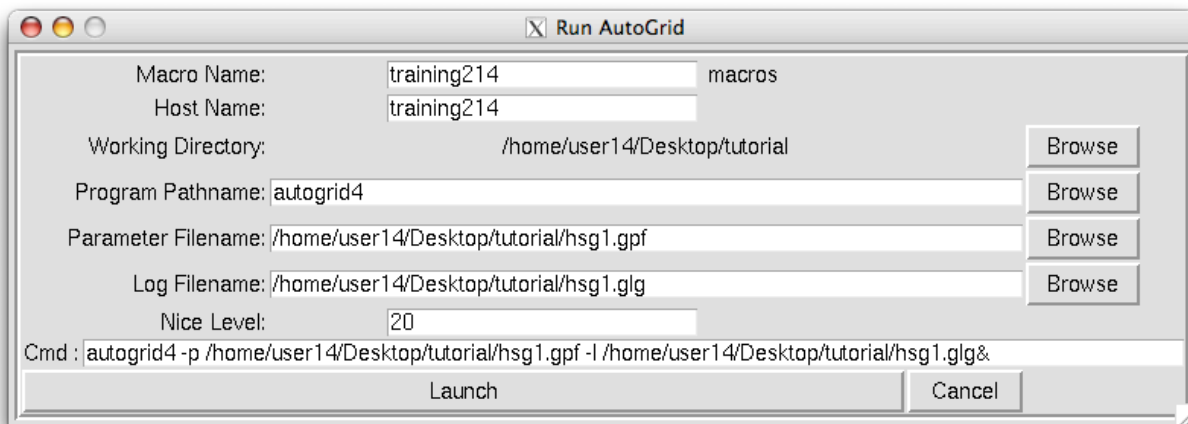 X Run AutoGrid
Macro Name: training214 macros
Host Name: training214
Working Directory: /home/user14/Desktop/tutorial Browse
Program Pathname: autogrid4 Browse
Parameter Filename: /home/user14/Desktop/tutorial/hsg1.gpf Browse
Log Filename: /home/user14/Desktop/tutorial/hsg1.glg Browse
Nice Level: 20
Cmd : autogrid4 -p /home/user14/Desktop/tutorial/hsg1.gpf -l /home/user14/Desktop/tutorial/hsg1.glg&
Launch Cancel